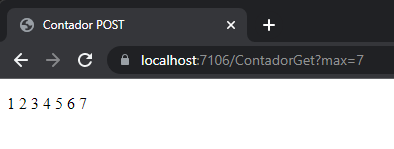 Contador POST
localhost:7106/ContadorGet?max=7
1 2 3 4 5 6 7